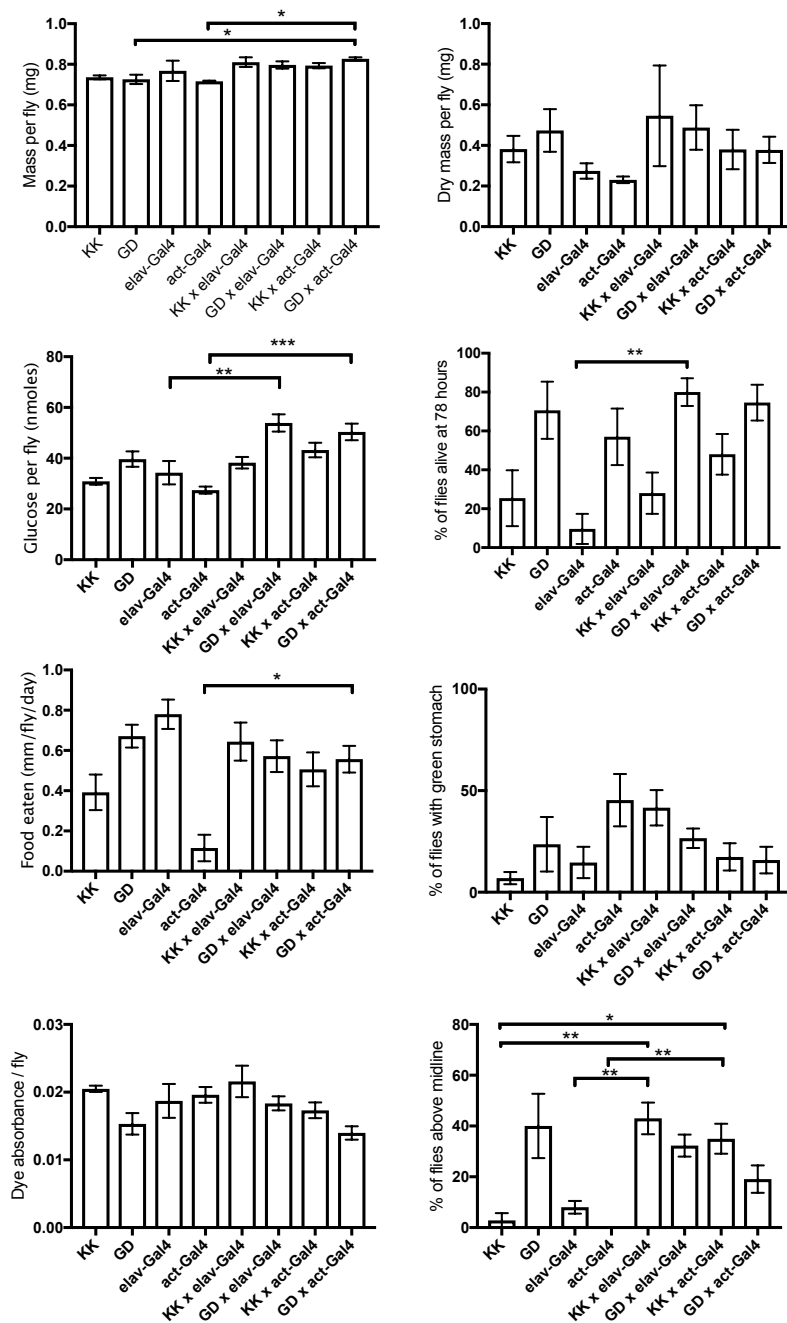 *
*
Mass per fly (mg)
1.0
0.8
0.6
0.4
0.2
0.0
KK
GD
elav-Gal4
act-Gal4
KK x elav-Gal4
GD x elav-Gal4
KK x act-Gal4
GD x act-Gal4
Dry mass per fly (mg)
1.0
0.8
0.6
0.4
0.2
0.0
KK
GD
elav-Gal4
act-Gal4
KK x elav-Gal4
GD x elav-Gal4
KK x act-Gal4
GD x act-Gal4
***
**
Glucose per fly (nmoles)
80
60
40
20
0
KK
GD
elav-Gal4
act-Gal4
KK x elav-Gal4
GD x elav-Gal4
KK x act-Gal4
GD x act-Gal4
**
% of flies alive at 78 hours
100
80
60
40
20
0
KK
GD
elav-Gal4
act-Gal4
KK x elav-Gal4
GD x elav-Gal4
KK x act-Gal4
GD x act-Gal4
*
Food eaten (mm/fly/day)
1.0
0.8
0.6
0.4
0.2
0.0
KK
GD
elav-Gal4
act-Gal4
KK x elav-Gal4
GD x elav-Gal4
KK x act-Gal4
GD x act-Gal4
% of flies with green stomach
100
50
0
KK
GD
elav-Gal4
act-Gal4
KK x elav-Gal4
GD x elav-Gal4
KK x act-Gal4
GD x act-Gal4
Dye absorbance / fly
0.03
0.02
0.01
0.00
KK
GD
elav-Gal4
act-Gal4
KK x elav-Gal4
GD x elav-Gal4
KK x act-Gal4
GD x act-Gal4
*
**
**
**
% of flies above midline
80
60
40
20
0
KK
GD
elav-Gal4
act-Gal4
KK x elav-Gal4
GD x elav-Gal4
KK x act-Gal4
GD x act-Gal4